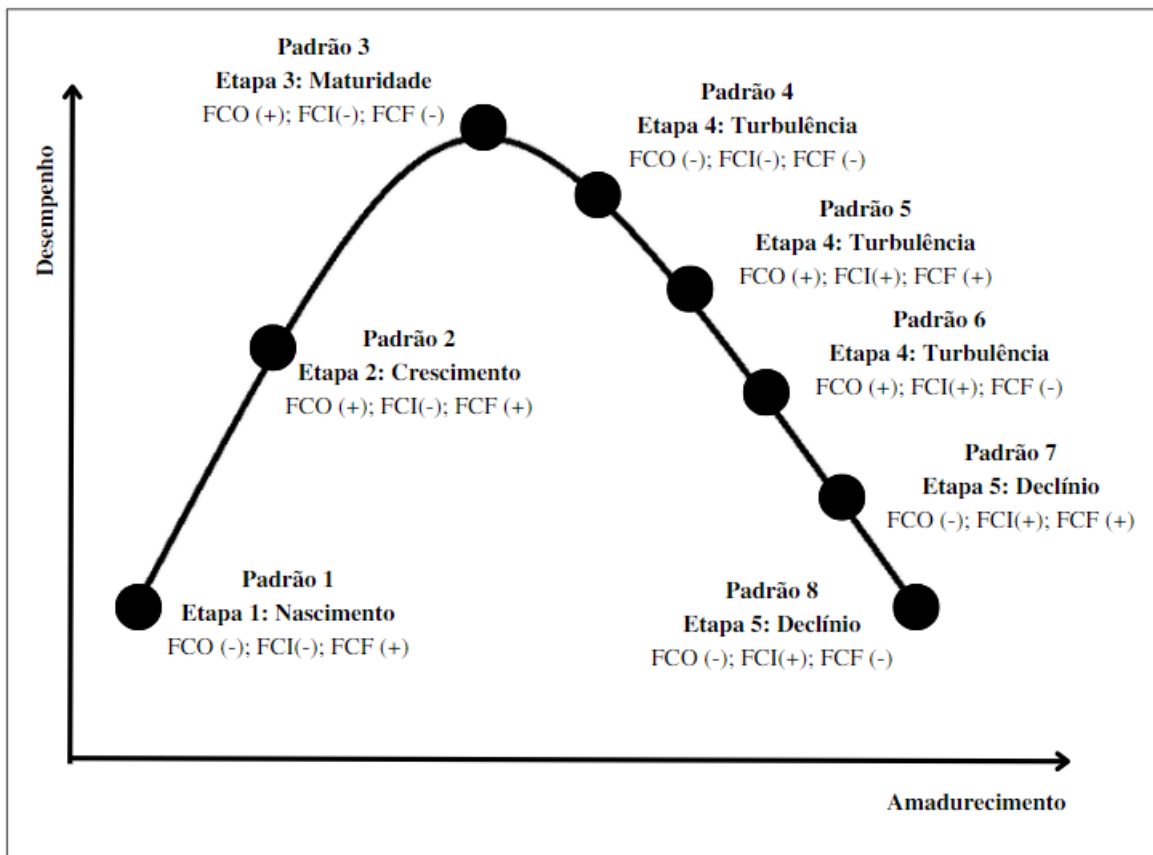 Padrão 3
Etapa 3: Maturidade
FCO (+); FCI(-); FCF (-)
Padrão 4
Etapa 4: Turbulência
FCO (-); FCI(-); FCF (-)
Desempenho
Padrão 5
Etapa 4: Turbulência
FCO (+); FCI(+); FCF (+)
Padrão 6
Etapa 4: Turbulência
FCO (+); FCI(+); FCF (-)
Padrão 2
Etapa 2: Crescimento
FCO (+); FCI(-); FCF (+)
Padrão 7
Etapa 5: Declínio
FCO (-); FCI(+); FCF (+)
Padrão 1
Etapa 1: Nascimento
FCO (-); FCI(-); FCF (+)
Padrão 8
Etapa 5: Declínio
FCO (-); FCI(+); FCF (-)
Amadurecimento